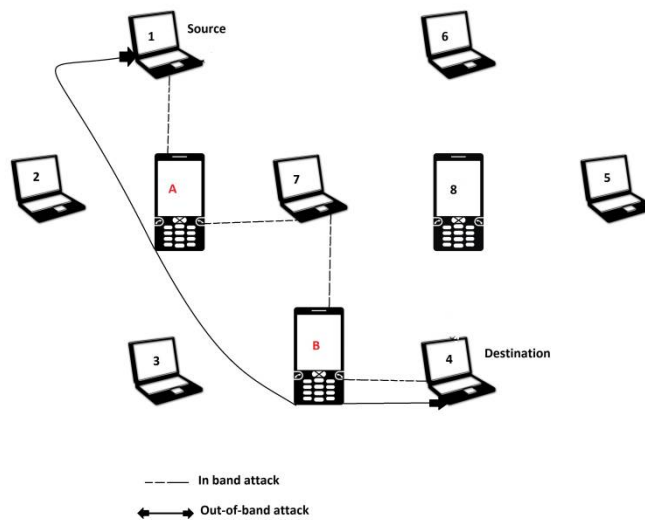 1
Source
6
2
A
7
8
5
3
B
4
Destination
In band attack
Out-of-band attack